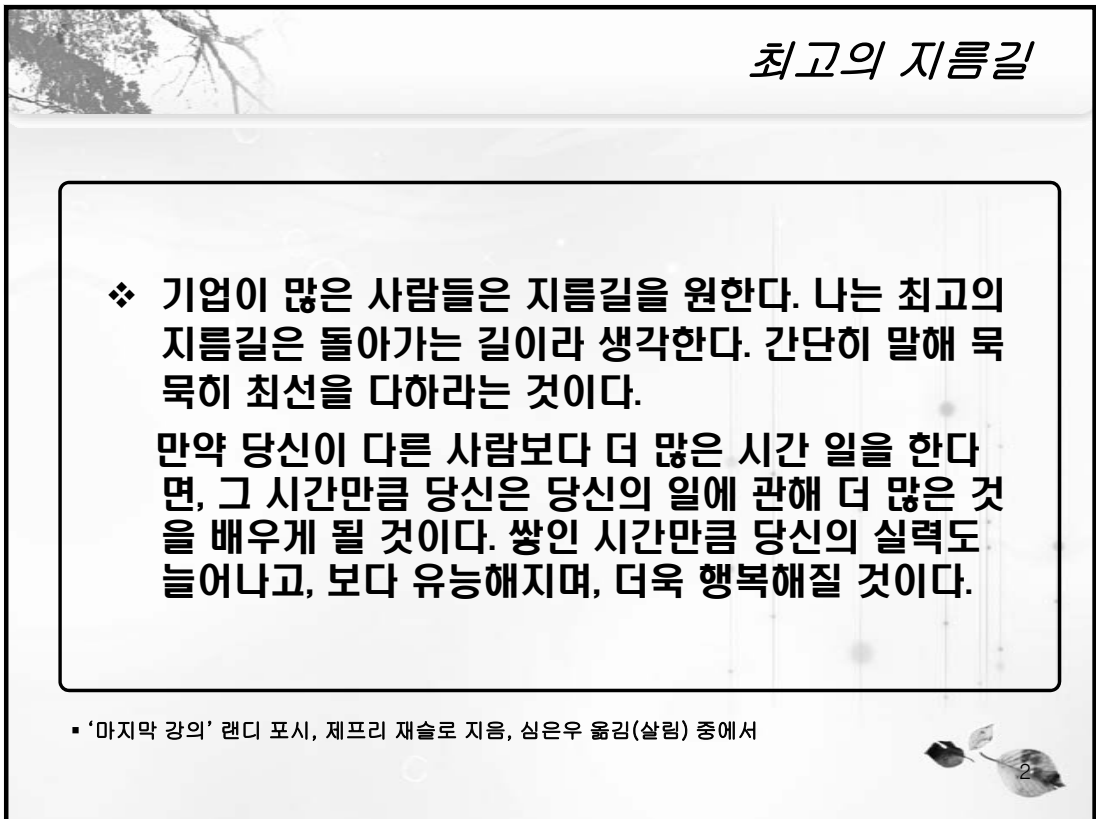 최고의 지름길
❖ 기업이 많은 사람들은 지름길을 원한다. 나는 최고의
지름길은 돌아가는 길이라 생각한다. 간단히 말해 묵
묵히 최선을 다하라는 것이다.
만약 당신이 다른 사람보다 더 많은 시간 일을 한다
면, 그 시간만큼 당신은 당신의 일에 관해 더 많은 것
을 배우게 될 것이다. 쌓인 시간만큼 당신의 실력도
늘어나고, 보다 유능해지며, 더욱 행복해질 것이다.
▪ ‘마지막 강의’ 랜디 포시, 제프리 재슬로 지음, 심은우 옮김(살림) 중에서
2